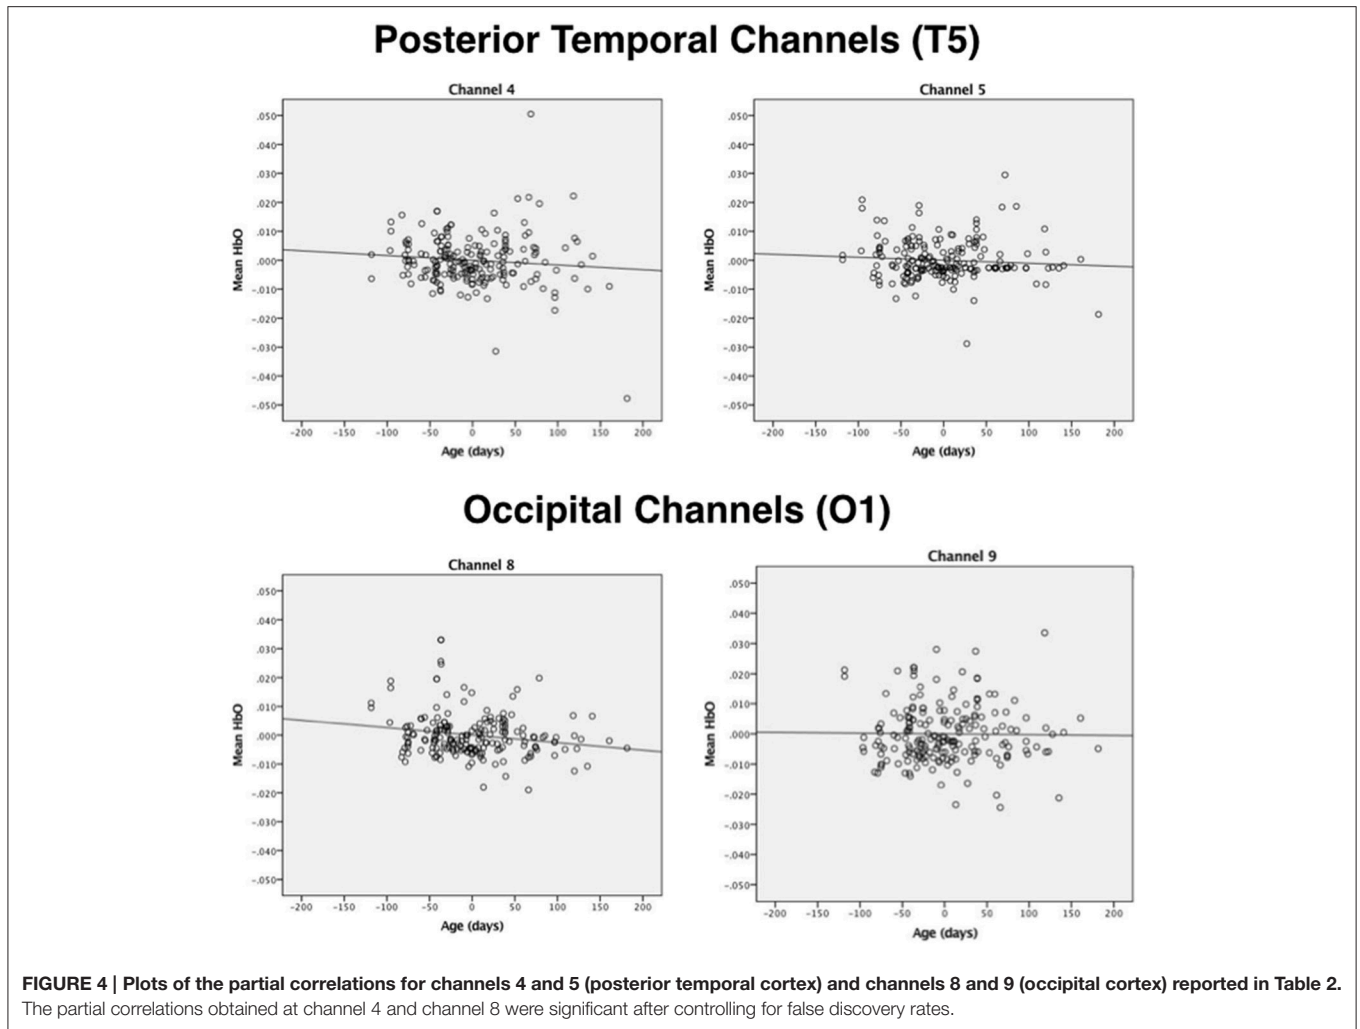 Posterior Temporal Channels (T5)
Channel 4
Channel 5
.050
.040
.030
.020
.010
.000
-.010
-.020
-.030
-.040
-.050
Mean HbO
-200 -150 -100 -50 0 50 100 150 200
Age (days)
.050
.040
.030
.020
.010
.000
-.010
-.020
-.030
-.040
-.050
Mean HbO
-200 -150 -100 -50 0 50 100 150 200
Age (days)
Occipital Channels (O1)
Channel 8
Channel 9
.050
.040
.030
.020
.010
.000
-.010
-.020
-.030
-.040
-.050
Mean HbO
-200 -150 -100 -50 0 50 100 150 200
Age (days)
.050
.040
.030
.020
.010
.000
-.010
-.020
-.030
-.040
-.050
Mean HbO
-200 -150 -100 -50 0 50 100 150 200
Age (days)
FIGURE 4 | Plots of the partial correlations for channels 4 and 5 (posterior temporal cortex) and channels 8 and 9 (occipital cortex) reported in Table 2.
The partial correlations obtained at channel 4 and channel 8 were significant after controlling for false discovery rates.